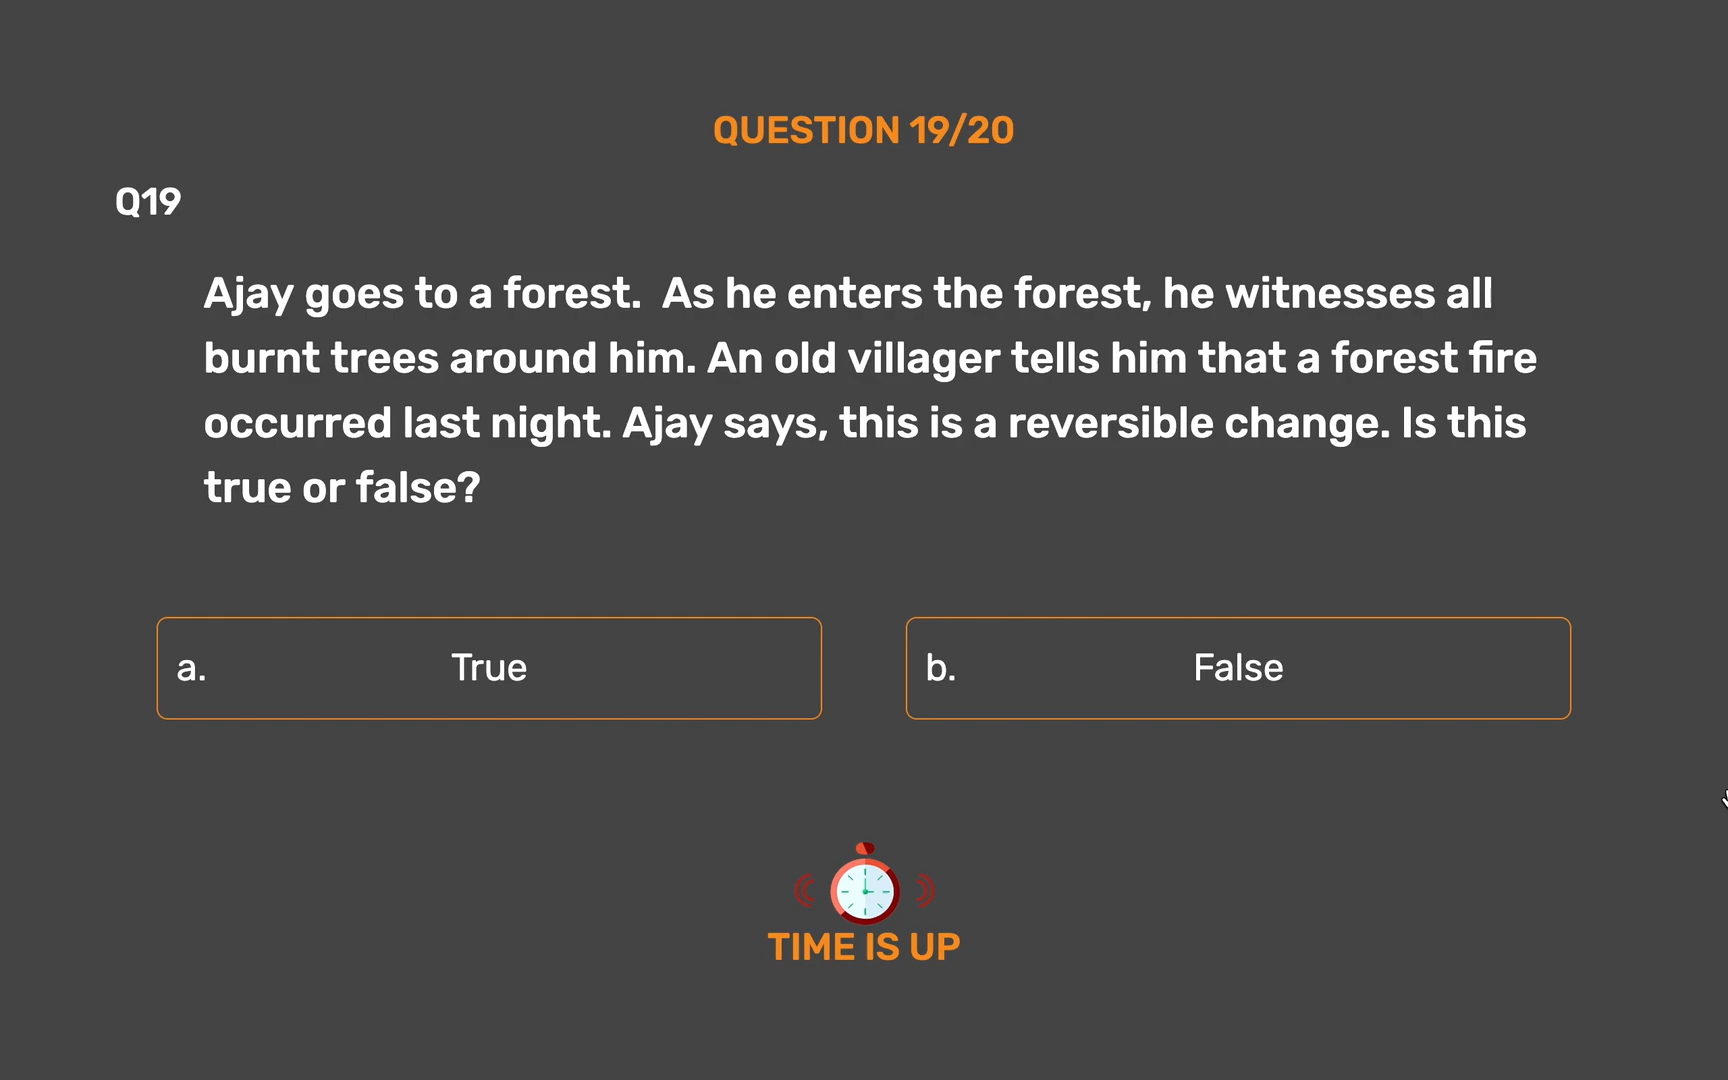 QUESTION 19/20
Q19
Ajay goes to a forest.  As he enters the forest, he witnesses all
burnt trees around him. An old villager tells him that a forest fire
occurred last night. Ajay says, this is a reversible change. Is this
true or false?
a. True
b. False
TIME IS UP